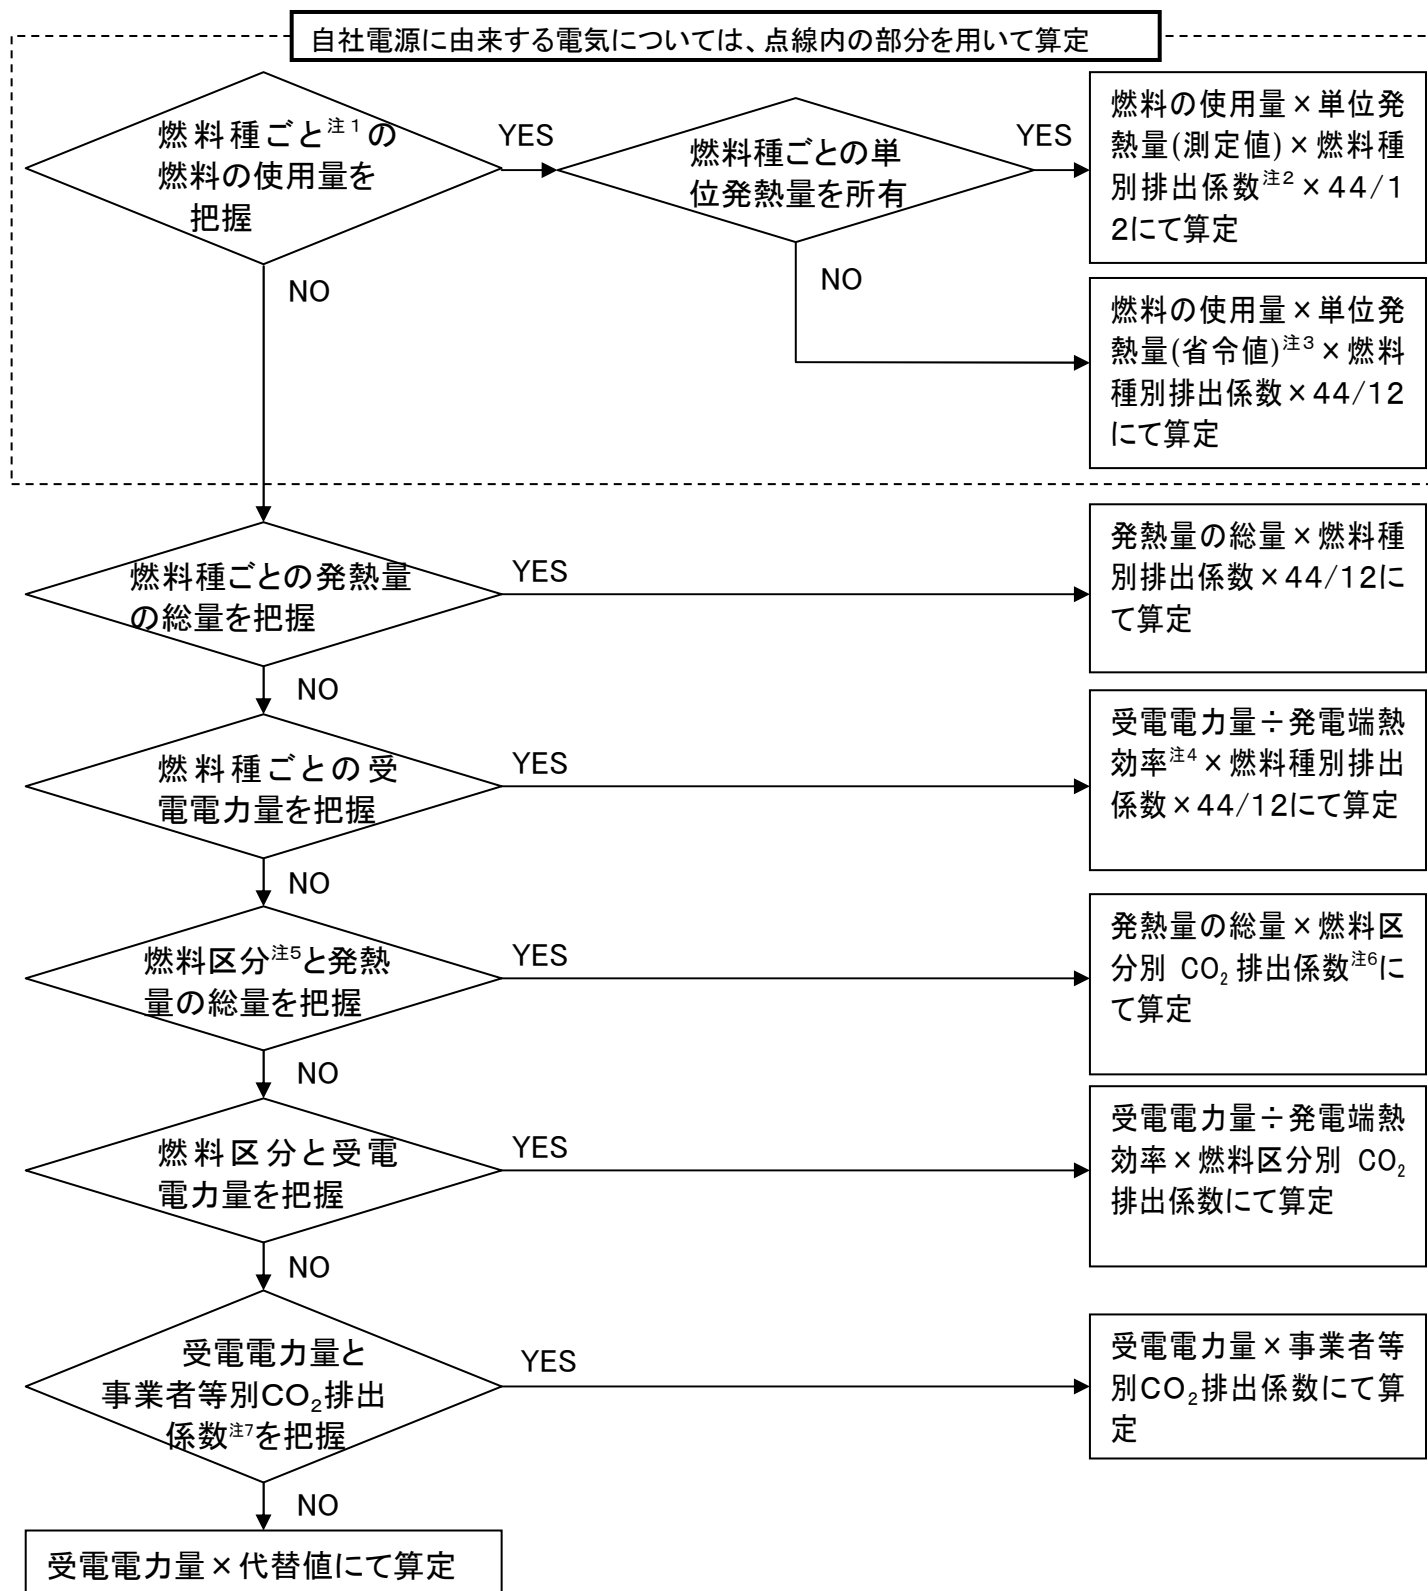 自社電源に由来する電気については、点線内の部分を用いて算定
燃料種ごと注1の
燃料の使用量を
把握
YES
燃料種ごとの単
位発熱量を所有
YES
燃料の使用量×単位発
熱量(測定値)×燃料種
別排出係数注2×44/1
2にて算定
NO
NO
燃料の使用量×単位発
熱量(省令値)注3×燃料
種別排出係数×44/12
にて算定
燃料種ごとの発熱量
の総量を把握
YES
発熱量の総量×燃料種
別排出係数×44/12に
て算定
NO
燃料種ごとの受
電電力量を把握
YES
受電電力量÷発電端熱
効率注4×燃料種別排出
係数×44/12にて算定
NO
燃料区分注5と発熱
量の総量を把握
YES
発熱量の総量×燃料区
分別 CO₂排出係数注6に
て算定
NO
燃料区分と受電
電力量を把握
YES
受電電力量÷発電端熱
効率×燃料区分別 CO₂
排出係数にて算定
NO
受電電力量と
事業者等別CO₂排出
係数注7を把握
YES
受電電力量×事業者等
別CO₂排出係数にて算
定
NO
受電電力量×代替値にて算定